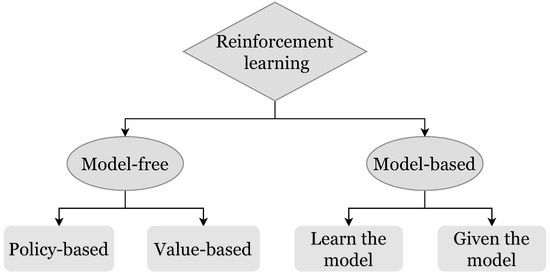 Reinforcement
learning
Model-free
Model-based
Policy-based
Value-based
Learn the
model
Given the
model